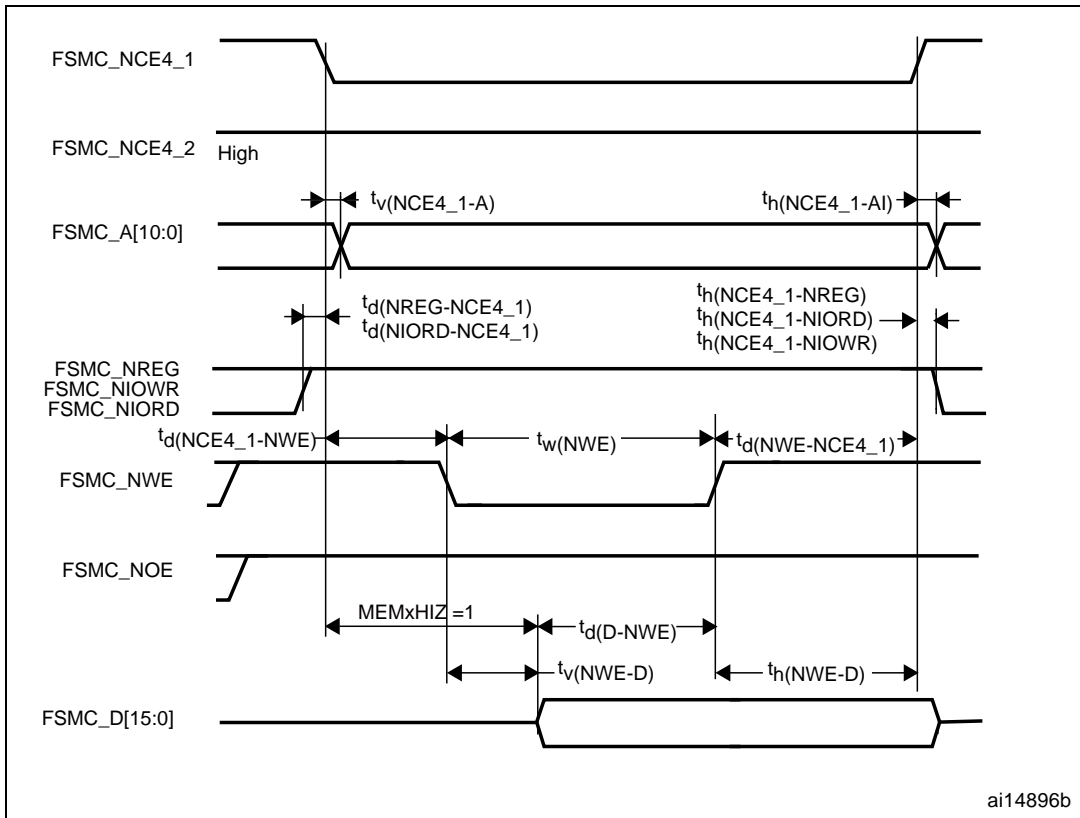 FSMC_NCE4_1
FSMC_NCE4_2 High
tv(NCE4_1-A) th(NCE4_1-AI)
FSMC_A[10:0]
td(NREG-NCE4_1)
td(NIORD-NCE4_1)
th(NCE4_1-NREG)
th(NCE4_1-NIORD)
th(NCE4_1-NIOWR)
FSMC_NREG
FSMC_NIOWR
FSMC_NIORD
td(NCE4_1-NWE) tw(NWE) td(NWE-NCE4_1)
FSMC_NWE
FSMC_NOE
MEMxHIZ =1
td(D-NWE)
tv(NWE-D) th(NWE-D)
FSMC_D[15:0]
ai14896b